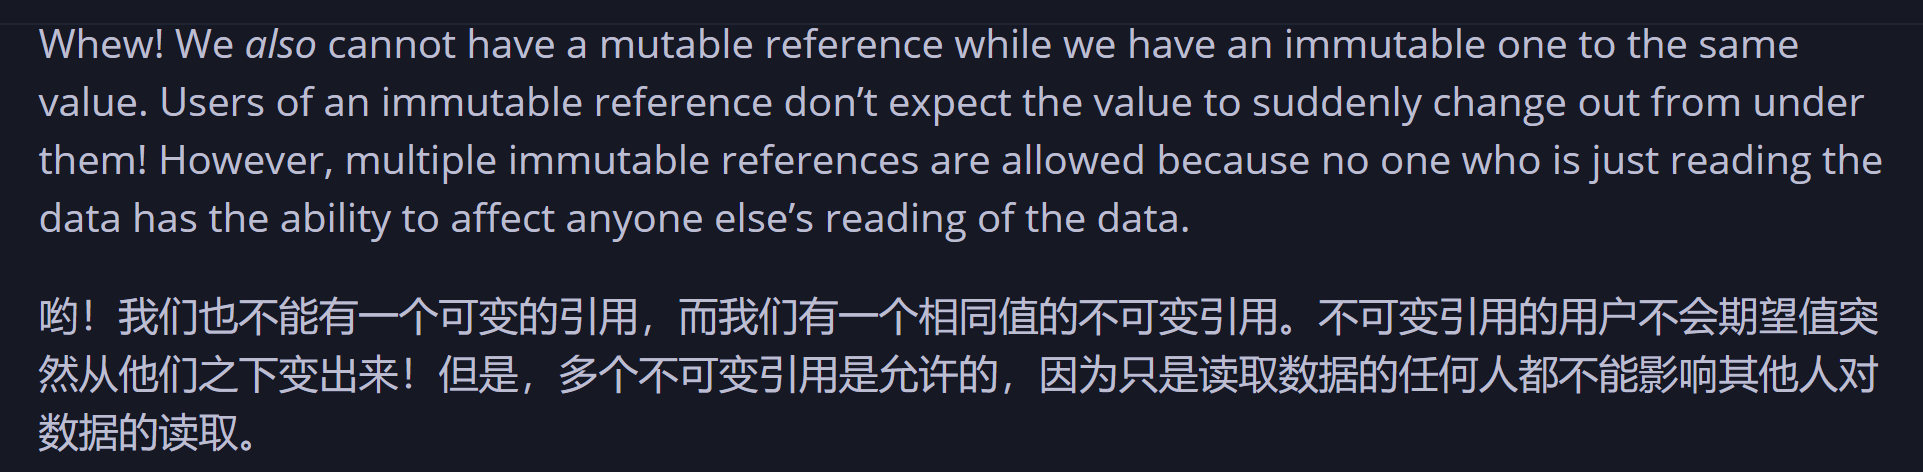 Whew! We also cannot have a mutable reference while we have an immutable one to the same
value. Users of an immutable reference don’t expect the value to suddenly change out from under
them! However, multiple immutable references are allowed because no one who is just reading the
data has the ability to affect anyone else’s reading of the data.
哟！我们也不能有一个可变的引用，而我们有一个相同值的不可变引用。不可变引用的用户不会期望值突
然从他们之下变出来！但是，多个不可变引用是允许的，因为只是读取数据的任何人都不能影响其他人对
数据的读取。